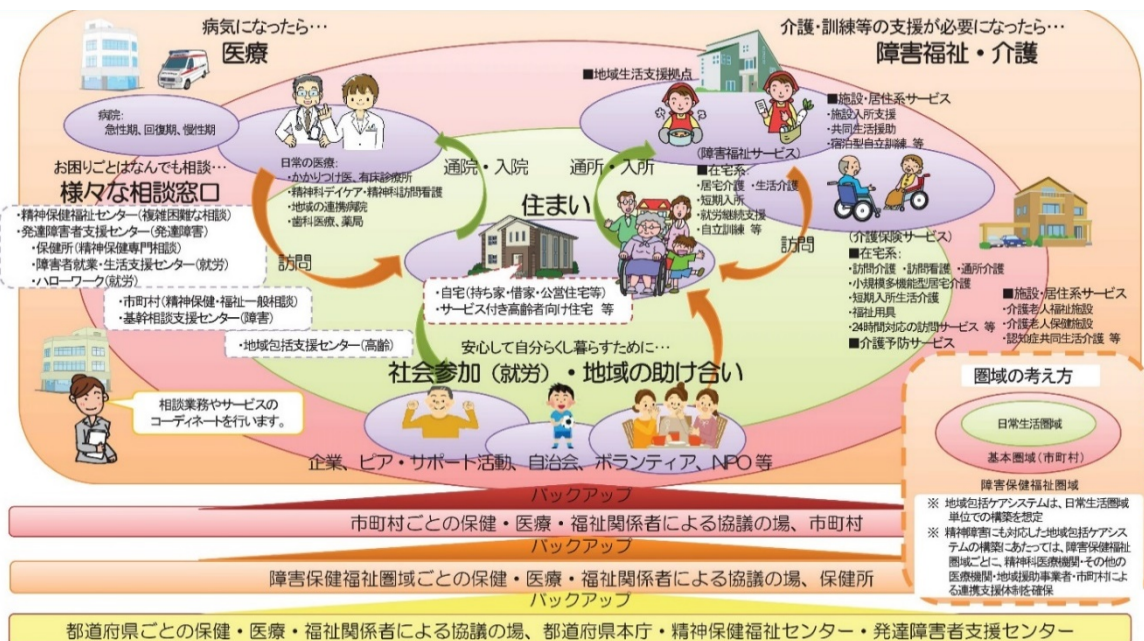 病気になったら…
医療
病院:
急性期、回復期、慢性期
日常の医療:
・かかりつけ医、有床診療所
・精神科デイケア・精神科訪問看護
・地域の連携病院
・歯科医療、薬局
お困りごとはなんでも相談…
様々な相談窓口
・精神保健福祉センター(複雑困難な相談)
・発達障害者支援センター(発達障害)
・保健所(精神保健専門相談)
・障害者就業・生活支援センター(就労)
・ハローワーク(就労)
・市町村(精神保健・福祉一般相談)
・基幹相談支援センター(障害)
・地域包括支援センター(高齢)
訪問
通院・入院
通所・入所
住まい
・自宅(持ち家・借家・公営住宅等)
・サービス付き高齢者向け住宅 等
介護・訓練等の支援が必要になったら…
障害福祉・介護
■地域生活支援拠点
■施設・居住系サービス
・施設入所支援
・共同生活援助
・宿泊型自立訓練 等
(障害福祉サービス)
■在宅系:
・居宅介護 ・生活介護
・短期入所
・就労継続支援
・自立訓練 等
訪問
(介護保険サービス)
■在宅系:
・訪問介護 ・訪問看護 ・通所介護
・小規模多機能型居宅介護
・短期入所生活介護
・福祉用具
・24時間対応の訪問サービス 等
■介護予防サービス
■施設・居住系サービス
・介護老人福祉施設
・介護老人保健施設
・認知症共同生活介護 等
安心して自分らしく暮らすために…
社会参加(就労)・地域の助け合い
企業、ピア・サポート活動、自治会、ボランティア、NPO 等
相談業務やサービスの
コーディネートを行います。
圏域の考え方
日常生活圏域
基本圏域(市町村)
障害保健福祉圏域
※ 地域包括ケアシステムは、日常生活圏域
単位での構築を想定
※ 精神障害にも対応した地域包括ケアシス
テムの構築にあたっては、障害保健福祉
圏域ごとに、精神科医療機関・その他の
医療機関・地域援助事業者・市町村によ
る連携支援体制を確保
バックアップ
市町村ごとの保健・医療・福祉関係者による協議の場、市町村
バックアップ
障害保健福祉圏域ごとの保健・医療・福祉関係者による協議の場、保健所
バックアップ
都道府県ごとの保健・医療・福祉関係者による協議の場、都道府県本庁・精神保健福祉センター・発達障害者支援センター